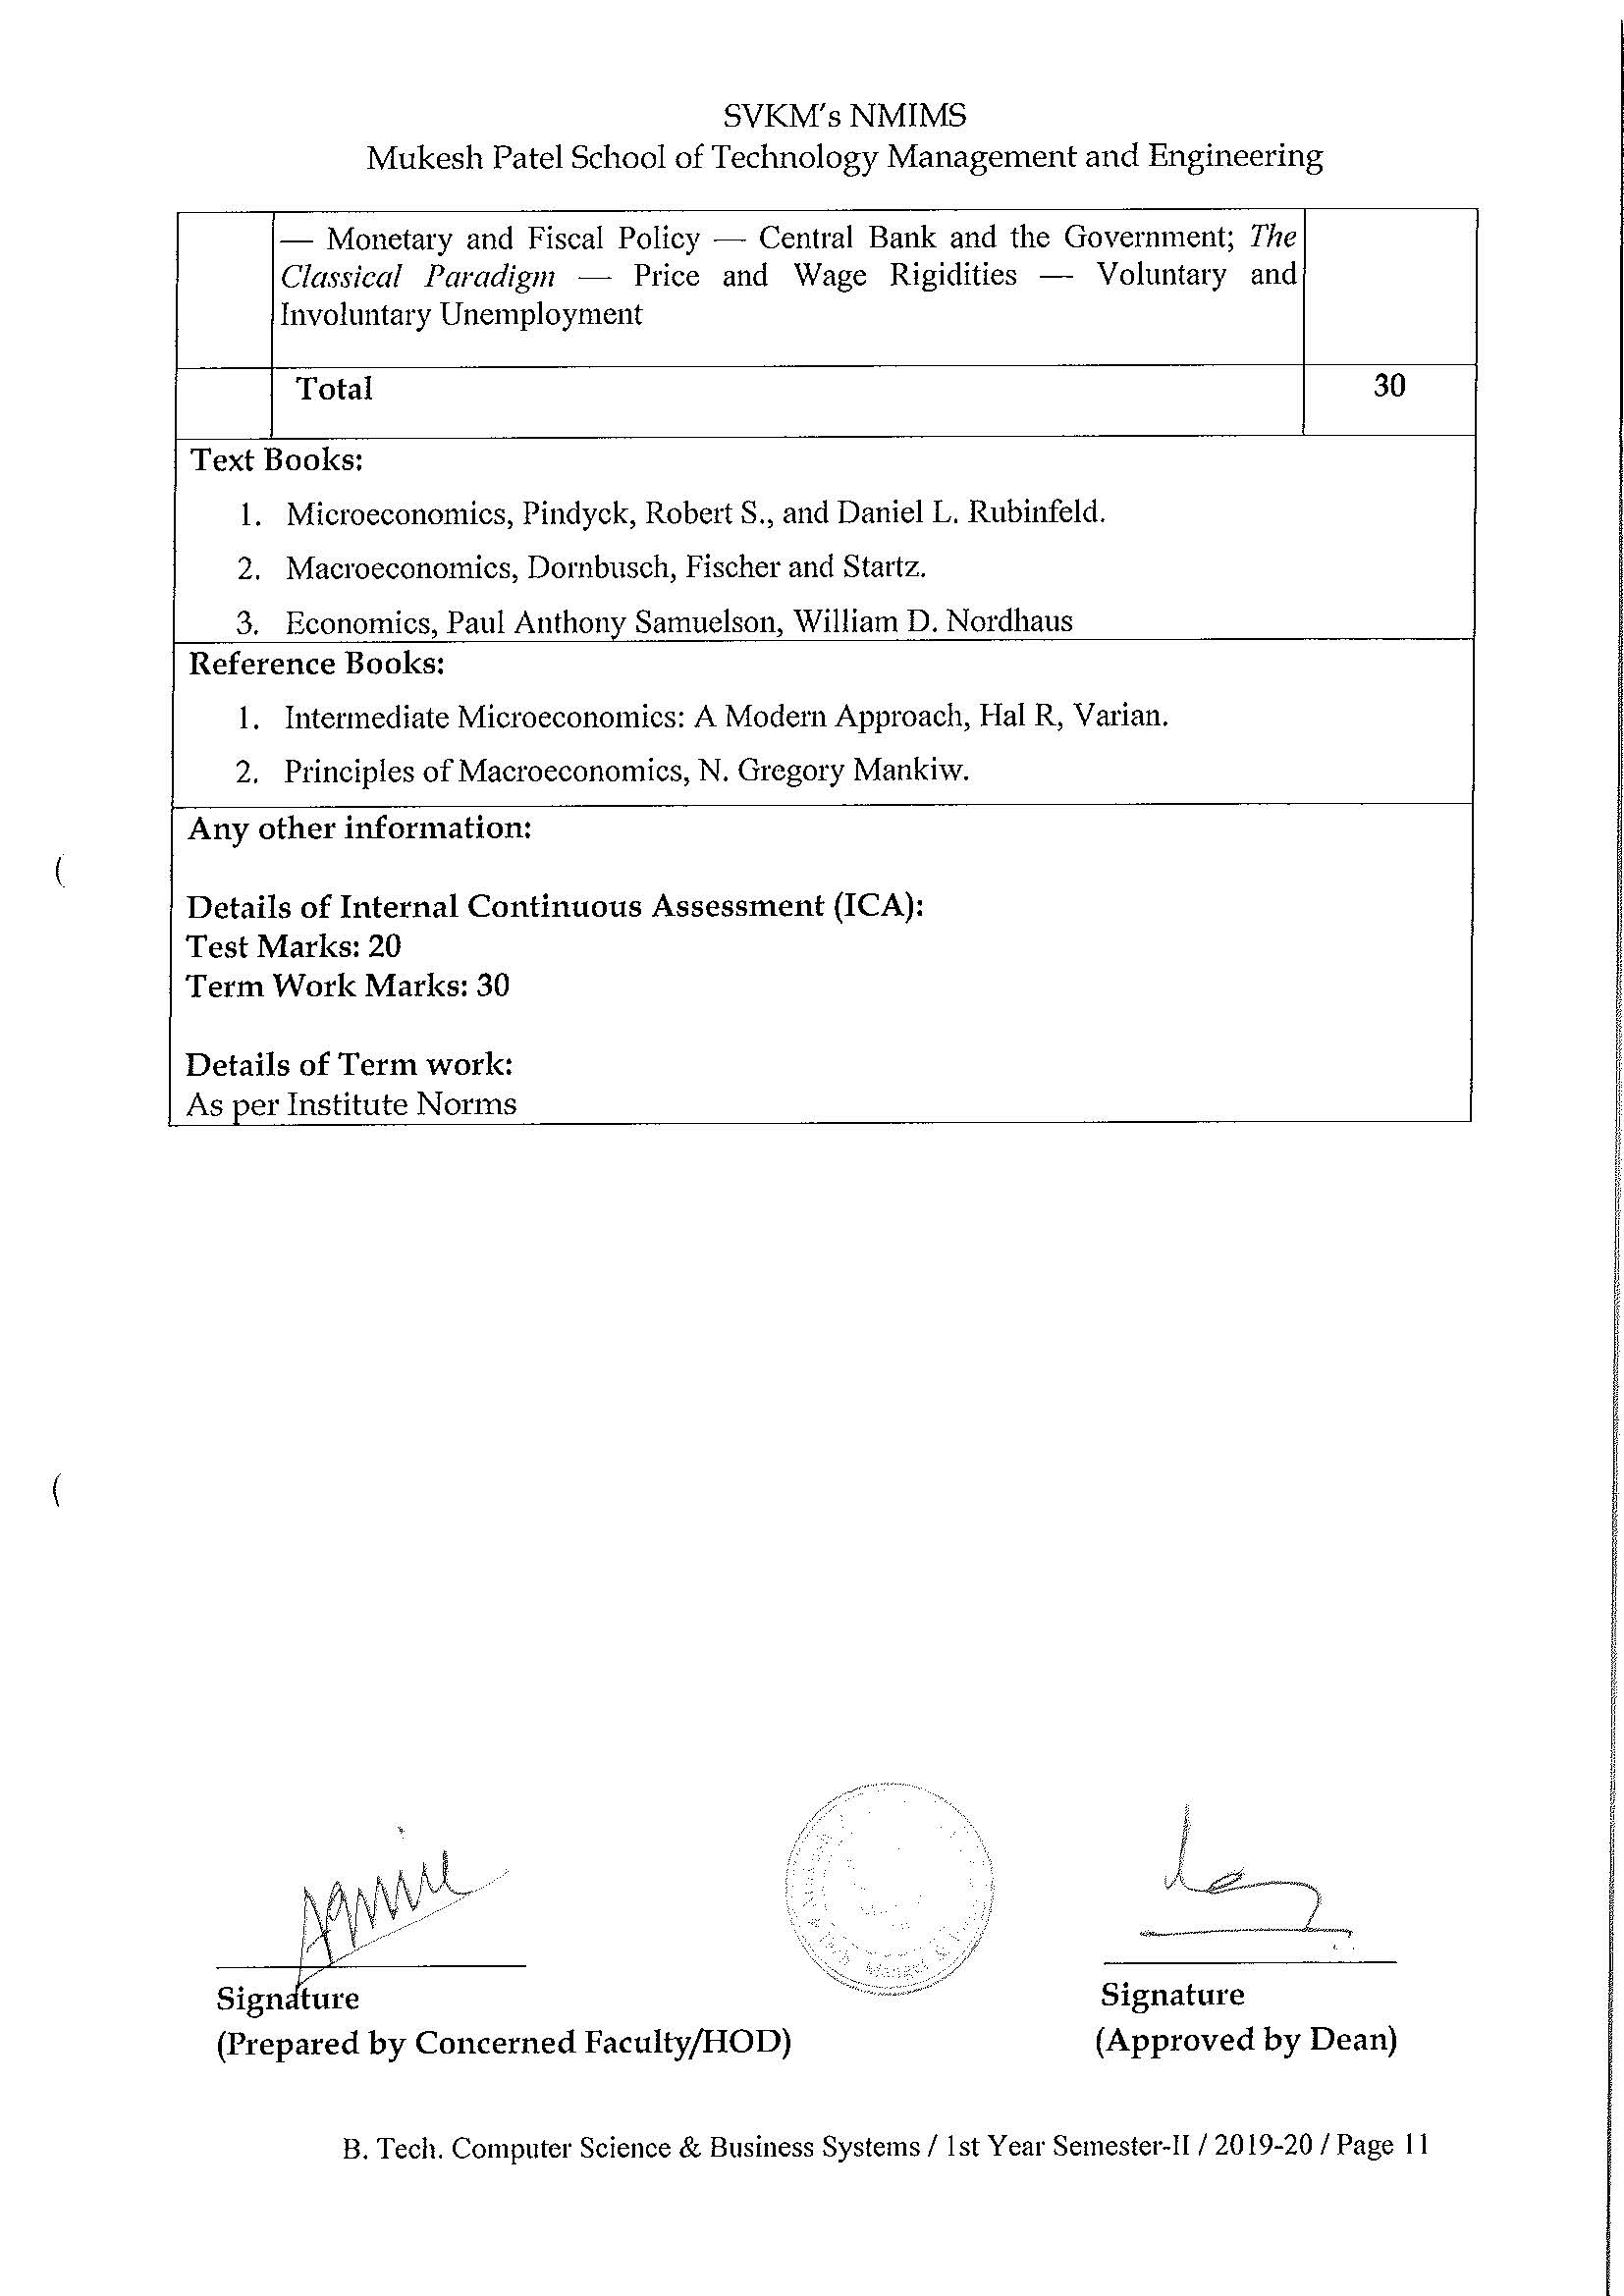 SVKM's NMIMS
Mukesh Patel School of Technology Management and Engineering
— Monetary and Fiscal Policy — Central Bank and the Government; The
Classical Paradigm — Price and Wage Rigidities — Voluntary and
Involuntary Unemployment
Total 30
Text Books:
1. Microeconomics, Pindyck, Robert S., and Daniel L. Rubinfeld.
2. Macroeconomics, Dornbusch, Fischer and Startz.
3. Economics, Paul Anthony Samuelson, William D. Nordhaus
Reference Books:
1. Intermediate Microeconomics: A Modern Approach, Hal R, Varian.
2. Principles of Macroeconomics, N. Gregory Mankiw.
Any other information:
Details of Internal Continuous Assessment (ICA):
Test Marks: 20
Term Work Marks: 30
Details of Term work:
As per Institute Norms
Signature Signature
(Prepared by Concerned Faculty/HOD) (Approved by Dean)
B. Tech. Computer Science & Business Systems / 1st Year Semester-II / 2019-20 / Page 11